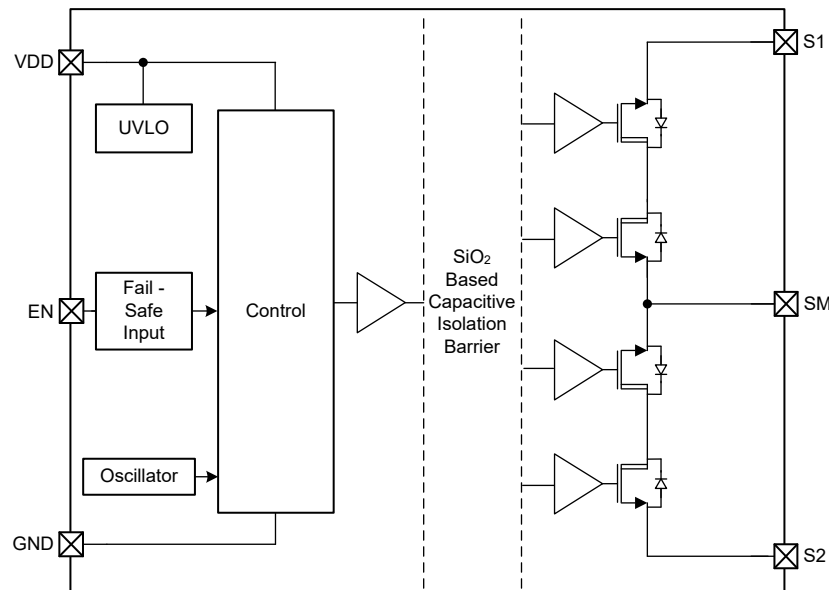 VDD
UVLO
EN
Fail -
Safe
Input
Control
Oscillator
GND
SiO₂
Based
Capacitive
Isolation
Barrier
S1
SM
S2